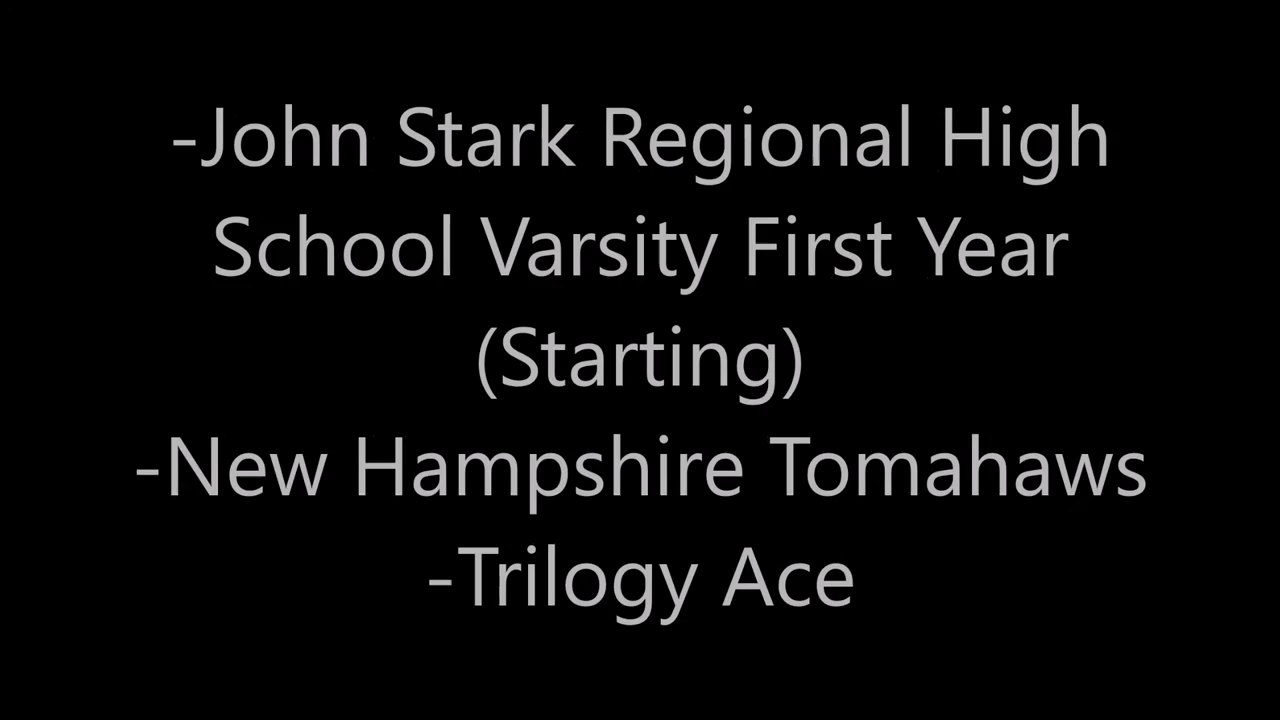 -John Stark Regional High
School Varsity First Year
(Starting)
-New Hampshire Tomahaws
-Trilogy Ace